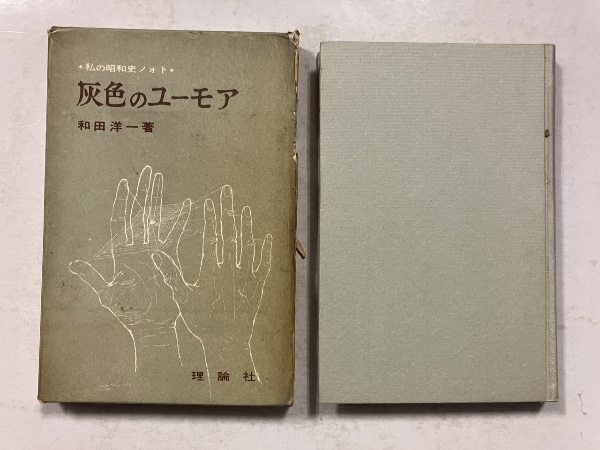 *私の昭和史ノォト*
灰色のユーモア
和田洋一著
理論社